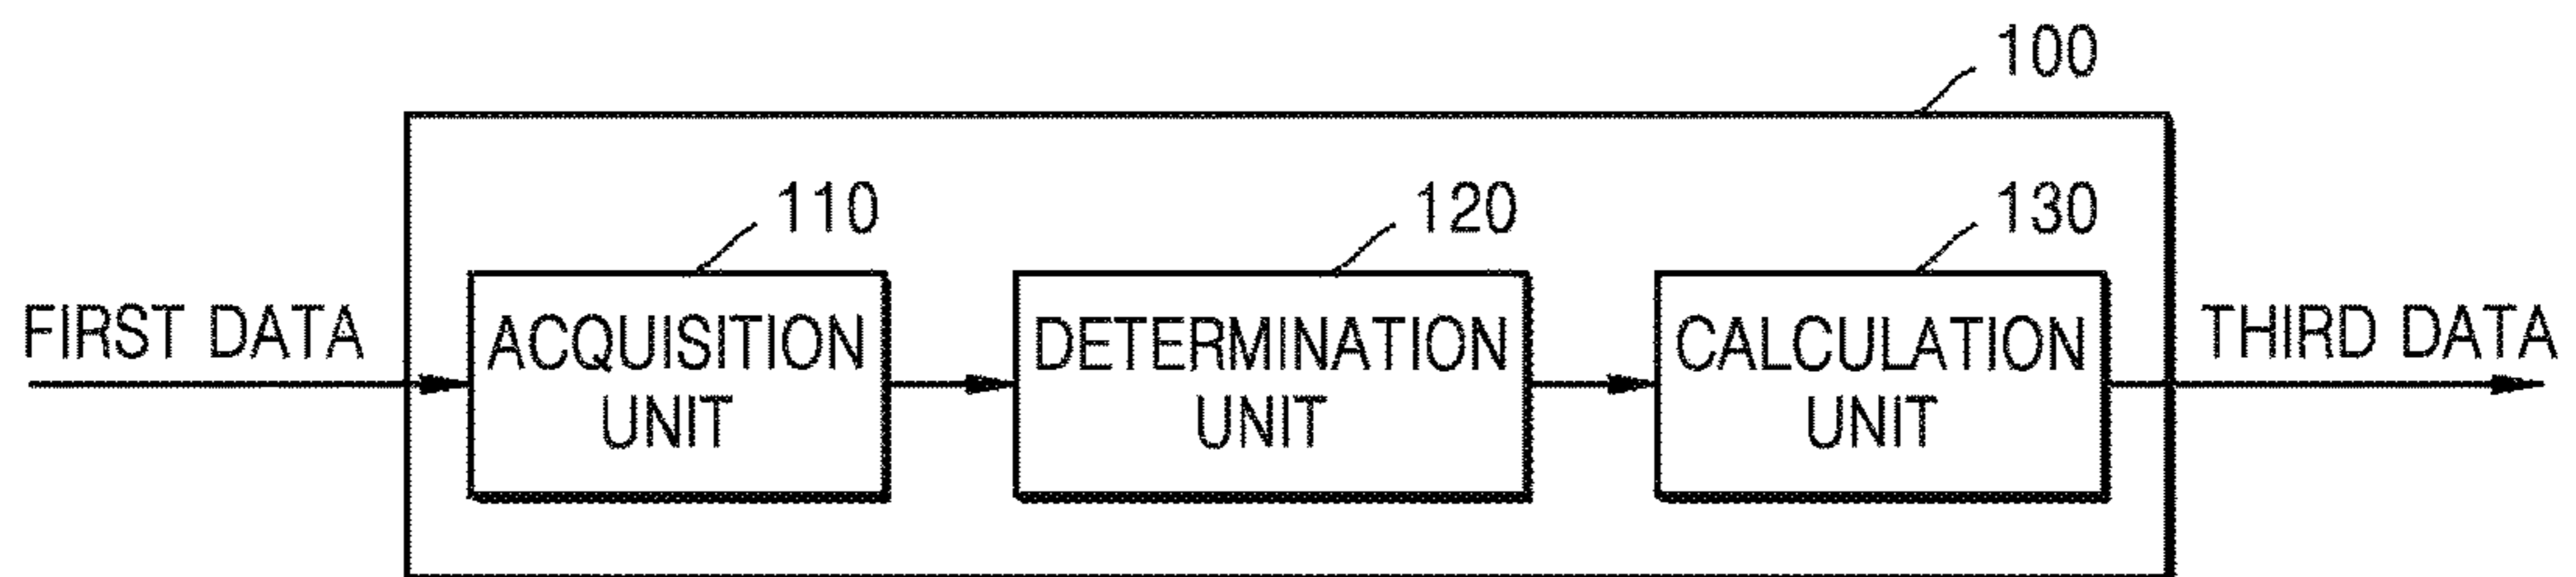 100
110
120
130
FIRST DATA
ACQUISITION
UNIT
DETERMINATION
UNIT
CALCULATION
UNIT
THIRD DATA